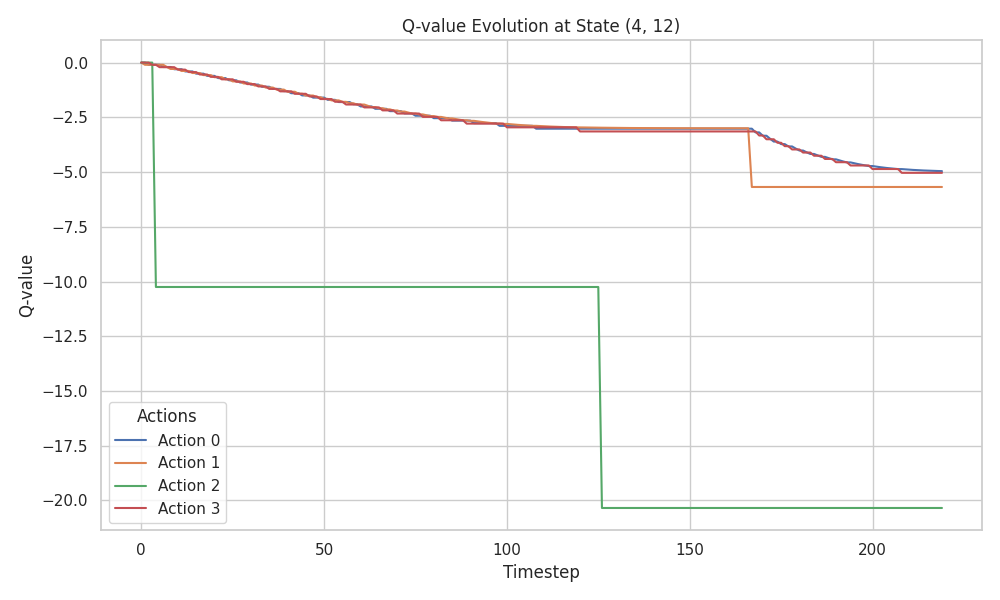 Q-value Evolution at State (4, 12)
Q-value
0.0
−2.5
−5.0
−7.5
−10.0
−12.5
−15.0
−17.5
−20.0
Actions
Action 0
Action 1
Action 2
Action 3
0
50
100
150
200
Timestep